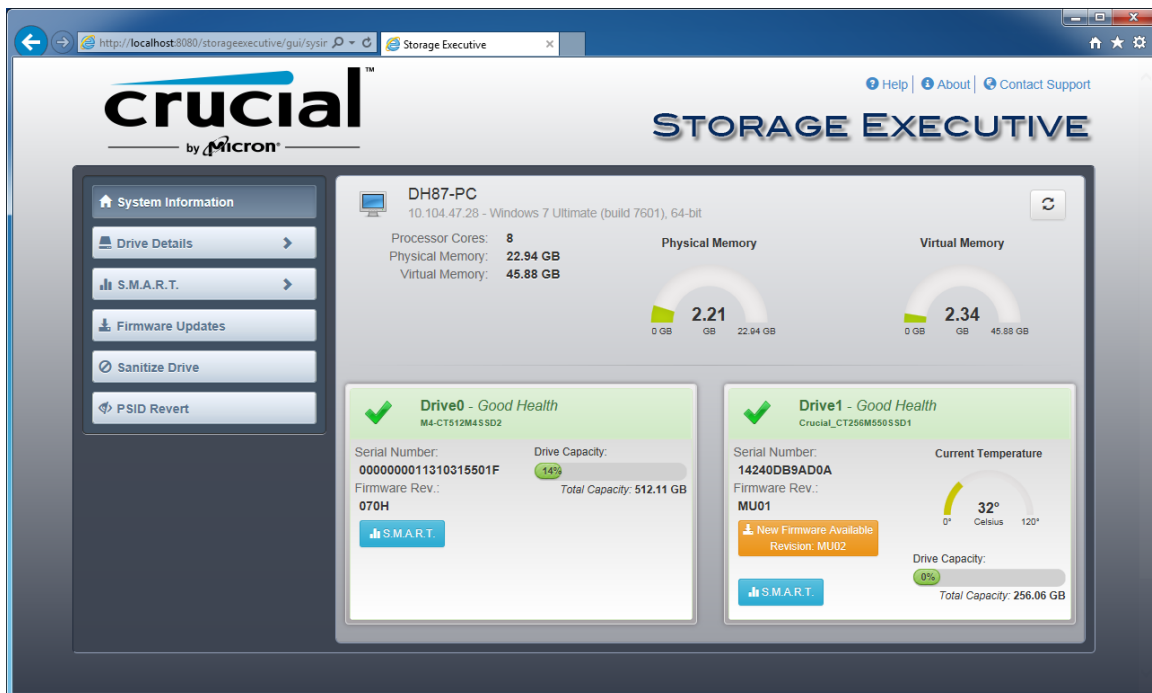 http://localhost:8080/storageexecutive/gui/sysir
Storage Executive
Help
About
Contact Support
crucial™
by Micron®
STORAGE EXECUTIVE
System Information
Drive Details
S.M.A.R.T.
Firmware Updates
Sanitize Drive
PSID Revert
DH87-PC
10.104.47.28 - Windows 7 Ultimate (build 7601), 64-bit
Processor Cores: 8
Physical Memory: 22.94 GB
Virtual Memory: 45.88 GB
Physical Memory
2.21
0 GB GB 22.94 GB
Virtual Memory
2.34
0 GB GB 45.88 GB
Drive0 - Good Health
M4-CT512M4SSD2
Serial Number:
0000000011310315501F
Firmware Rev.:
070H
S.M.A.R.T.
Drive Capacity:
14%
Total Capacity: 512.11 GB
Drive1 - Good Health
Crucial_CT256M550SSD1
Serial Number:
14240DB9AD0A
Firmware Rev.:
MU01
New Firmware Available
Revision: MU02
S.M.A.R.T.
Current Temperature
32°
0° Celsius 120°
Drive Capacity:
0%
Total Capacity: 256.06 GB